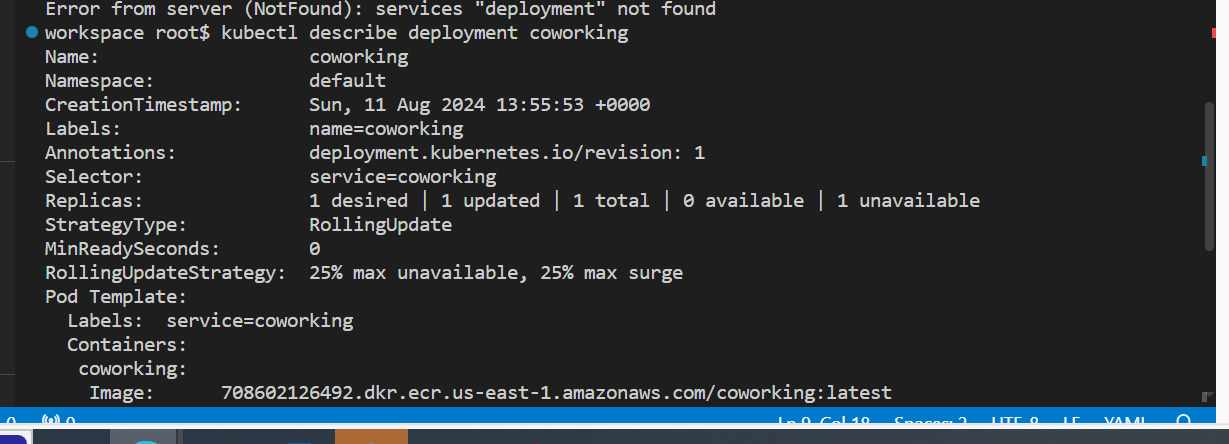 Error from server (NotFound): services "deployment" not found
workspace root$ kubectl describe deployment coworking
Name:                   coworking
Namespace:              default
CreationTimestamp:      Sun, 11 Aug 2024 13:55:53 +0000
Labels:                 name=coworking
Annotations:            deployment.kubernetes.io/revision: 1
Selector:               service=coworking
Replicas:               1 desired | 1 updated | 1 total | 0 available | 1 unavailable
StrategyType:           RollingUpdate
MinReadySeconds:        0
RollingUpdateStrategy:  25% max unavailable, 25% max surge
Pod Template:
  Labels:  service=coworking
  Containers:
   coworking:
    Image:      708602126492.dkr.ecr.us-east-1.amazonaws.com/coworking:latest
0 0 Ln 9, Col 18 Spaces: 2 UTF-8 LF YAML